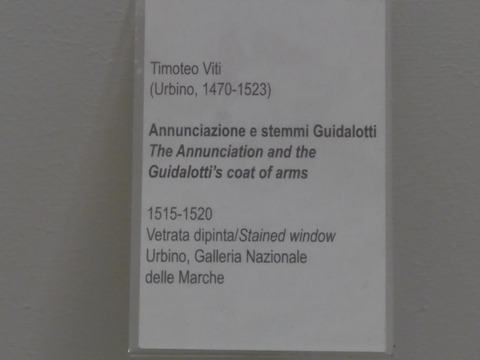 Timoteo Viti
(Urbino, 1470-1523)
Annunciazione e stemmi Guidalotti
The Annunciation and the
Guidalotti's coat of arms
1515-1520
Vetrata dipinta/Stained window
Urbino, Galleria Nazionale
delle Marche